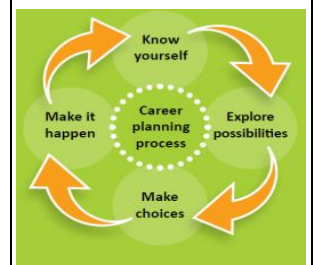 Know
yourself
Explore
possibilities
Make
choices
Make it
happen
Career
planning
process